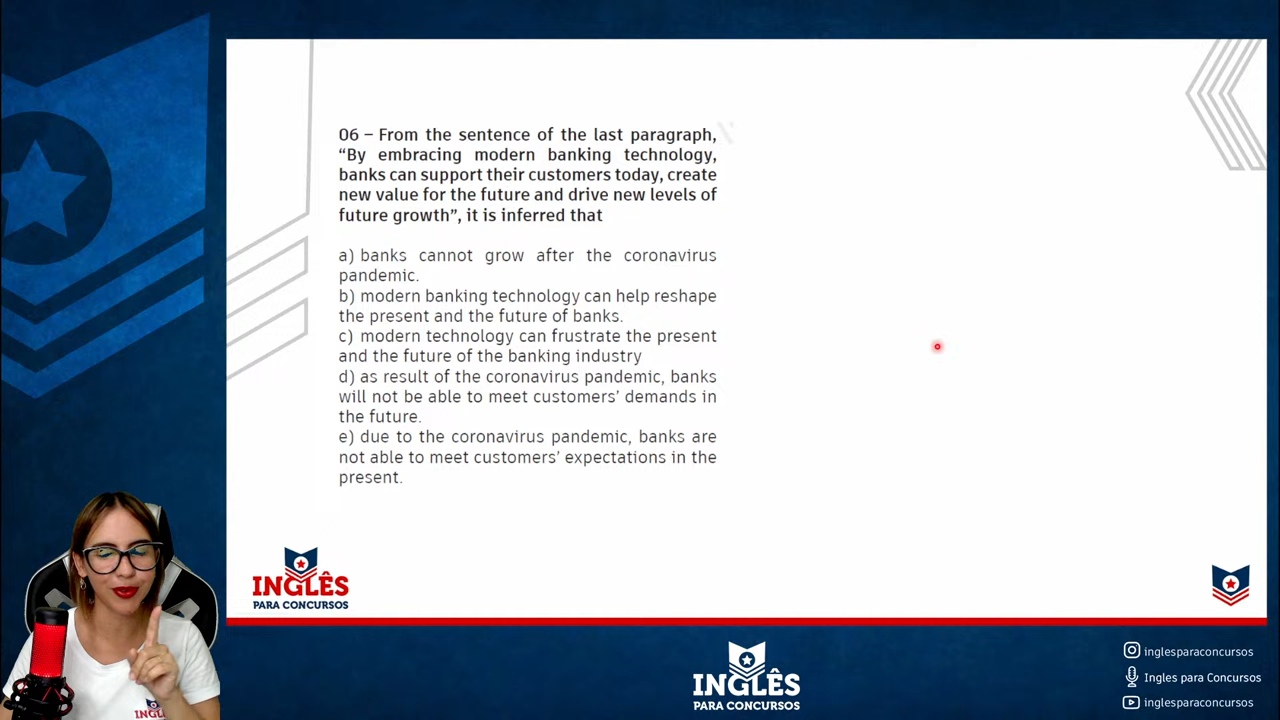 06 – From the sentence of the last paragraph,
“By embracing modern banking technology,
banks can support their customers today, create
new value for the future and drive new levels of
future growth”, it is inferred that
a) banks cannot grow after the coronavirus
pandemic.
b) modern banking technology can help reshape
the present and the future of banks.
c) modern technology can frustrate the present
and the future of the banking industry
d) as result of the coronavirus pandemic, banks
will not be able to meet customers’ demands in
the future.
e) due to the coronavirus pandemic, banks are
not able to meet customers’ expectations in the
present.
INGLÊS
PARA CONCURSOS
INGLÊS
PARA CONCURSOS
inglesparaconcursos
Ingles para Concursos
inglesparaconcursos